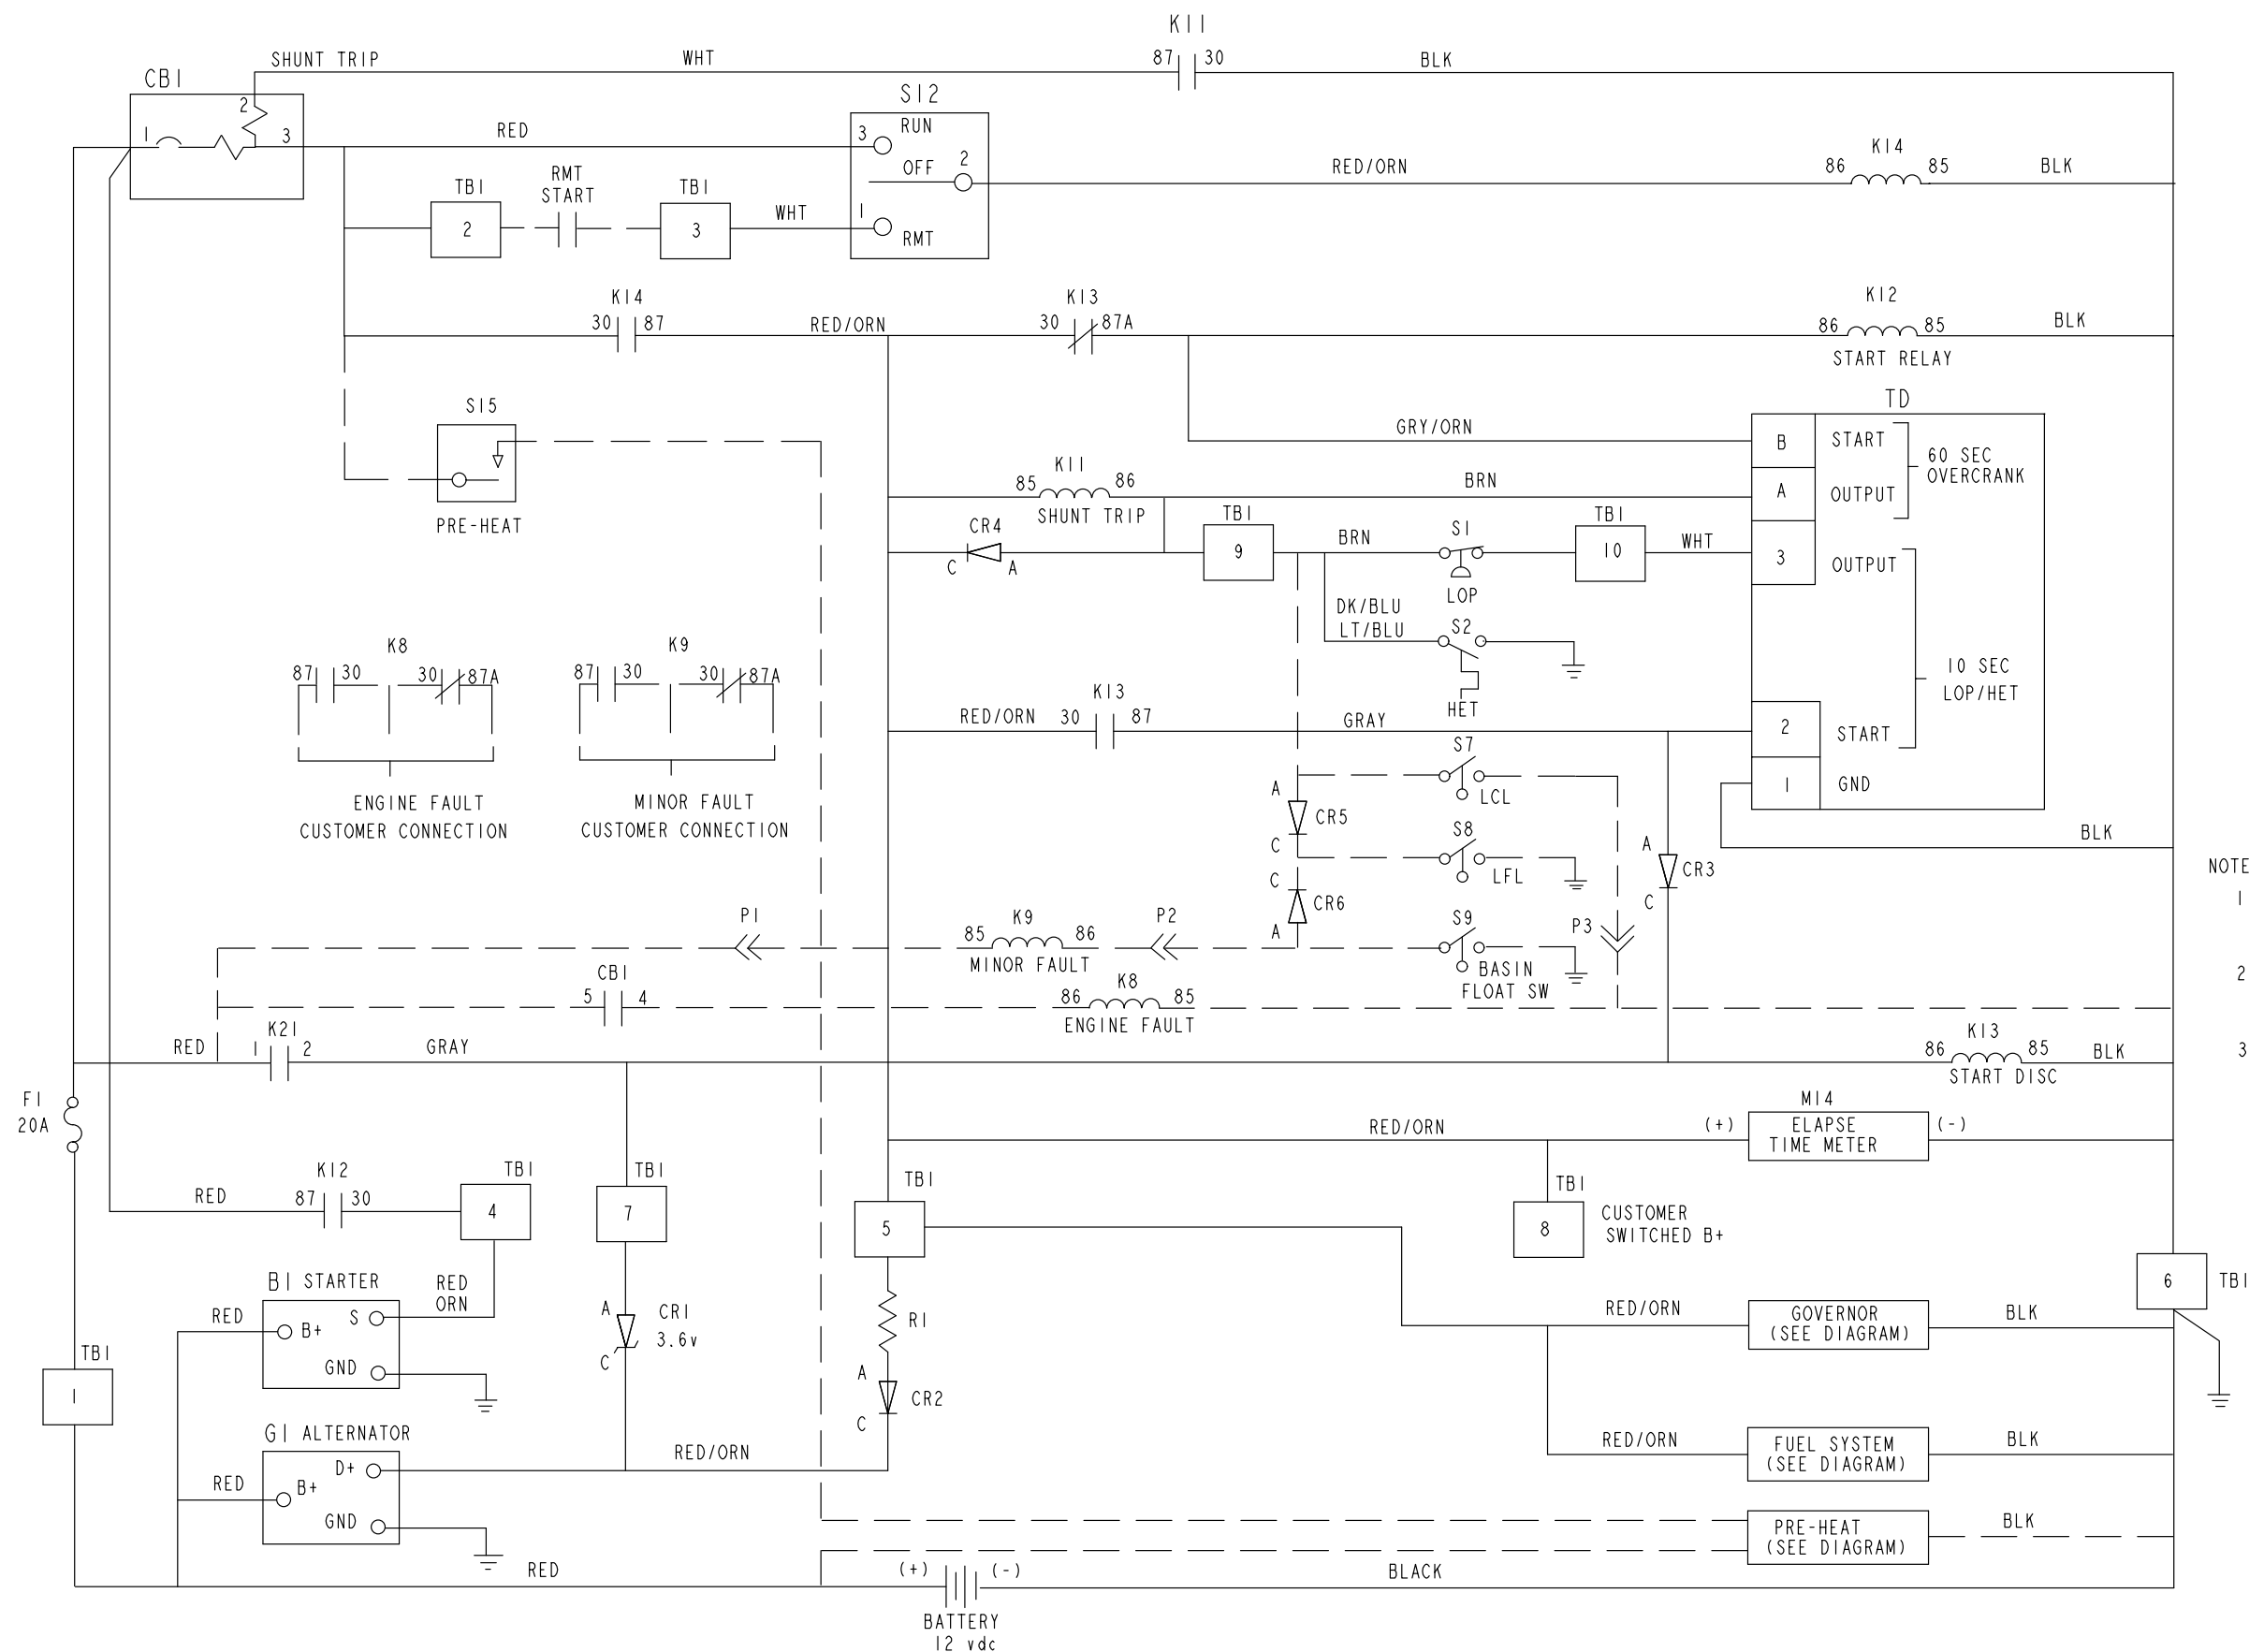 K11
87 30
SHUNT TRIP WHT BLK
CB1
2
1 3
RED
S12
3 RUN
OFF 2
1
RMT
RED/ORN
K14
86 85
BLK
TB1
2
RMT
START
TB1
3
WHT
K14
30 87
RED/ORN
K13
30 87A
K12
86 85
BLK
START RELAY
S15
PRE-HEAT
GRY/ORN
TD
B START
A OUTPUT
60 SEC
OVERCRANK
3 OUTPUT
10 SEC
LOP/HET
2 START
1 GND
K11
85 86
SHUNT TRIP
BRN
CR4
C A
TB1
9
BRN
S1
LOP
TB1
10
WHT
DK/BLU
LT/BLU
S2
HET
K8
87 30 30 87A
ENGINE FAULT
CUSTOMER CONNECTION
K9
87 30 30 87A
MINOR FAULT
CUSTOMER CONNECTION
RED/ORN
K13
30 87
GRAY
S7
LCL
A
CR5
C
S8
LFL
C
CR6
A
S9
BASIN
FLOAT SW
P3
A
CR3
C
BLK
NOTE
1
2
3
P1
K9
85 86
MINOR FAULT
P2
CB1
5 4
K8
86 85
ENGINE FAULT
RED
K21
1 2
GRAY
K13
86 85
BLK
START DISC
F1
20A
RED/ORN
M14
(+) ELAPSE (-)
TIME METER
RED
K12
87 30
TB1
4
TB1
7
TB1
5
TB1
8
CUSTOMER
SWITCHED B+
B1 STARTER
RED
ORN
RED
S
B+
GND
A
CR1
3.6v
C
R1
A
CR2
C
RED/ORN
GOVERNOR
(SEE DIAGRAM)
BLK
6
TB1
TB1
1
G1 ALTERNATOR
D+
RED
B+
GND
RED/ORN
RED/ORN
FUEL SYSTEM
(SEE DIAGRAM)
BLK
PRE-HEAT
(SEE DIAGRAM)
BLK
RED
(+) (-)
BLACK
BATTERY
12 vdc